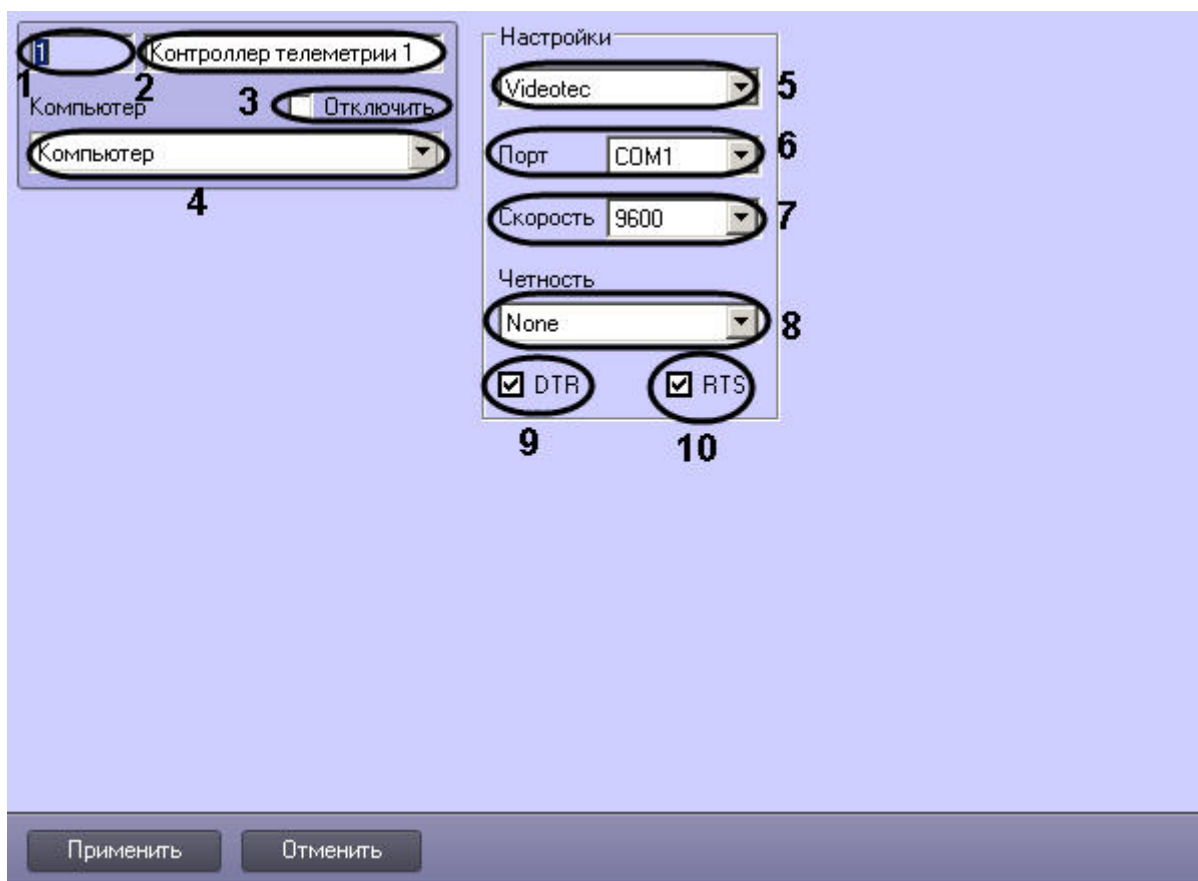 1 Контроллер телеметрии 1
1 2
Компьютер 3 Отключить
Компьютер
4
Настройки
Videotec 5
Порт COM1 6
Скорость 9600 7
Четность
None 8
DTR RTS
9 10
Применить Отменить